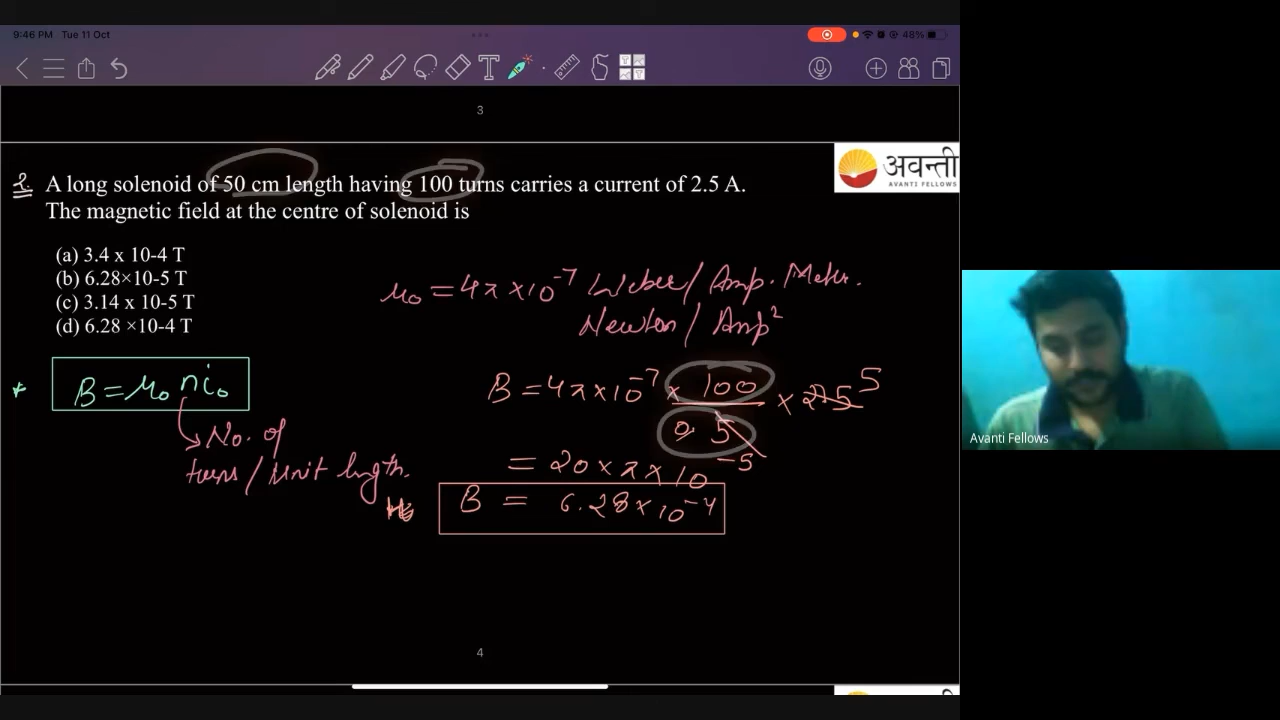 9:46 PM Tue 11 Oct
48%
3
अवन्ती
AVANTI FELLOWS
2. A long solenoid of 50 cm length having 100 turns carries a current of 2.5 A.
The magnetic field at the centre of solenoid is
(a) 3.4 x 10-4 T
(b) 6.28×10-5 T
(c) 3.14 x 10-5 T
(d) 6.28 ×10-4 T
μ₀ = 4π × 10⁻⁷ Weber/Amp. Meter.
Newton/Amp²
* B = μ₀ n i₀
No. of
turns/Unit length.
B = 4π × 10⁻⁷ × 100/0.5 × 2.5 5
= 20 × π × 10⁻⁵
B = 6.28 × 10⁻⁴
Avanti Fellows
4